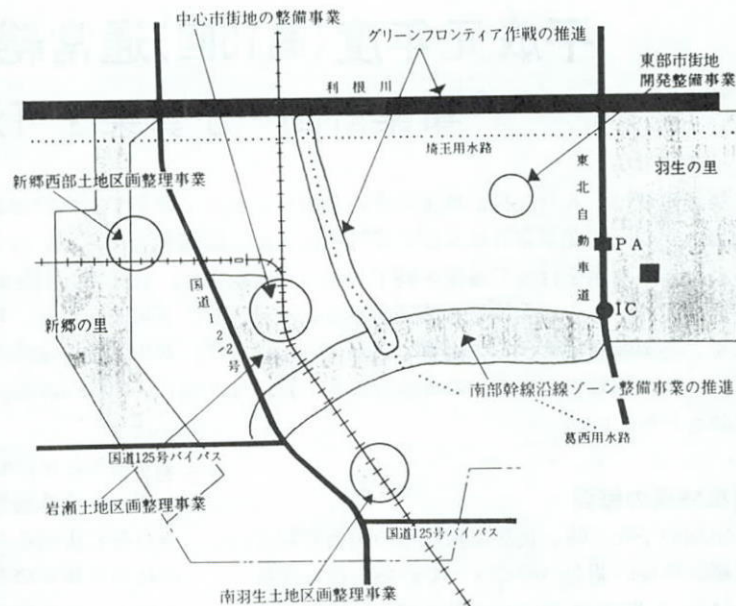 中心市街地の整備事業
グリーンフロンティア作戦の推進
東部市街地
開発整備事業
利根川
埼玉用水路
羽生の里
新郷西部土地区画整理事業
東北自動車道
PA
国道122号
IC
新郷の里
南部幹線沿線ゾーン整備事業の推進
葛西用水路
国道125号バイパス
岩瀬土地区画整理事業
国道125号バイパス
南羽生土地区画整理事業